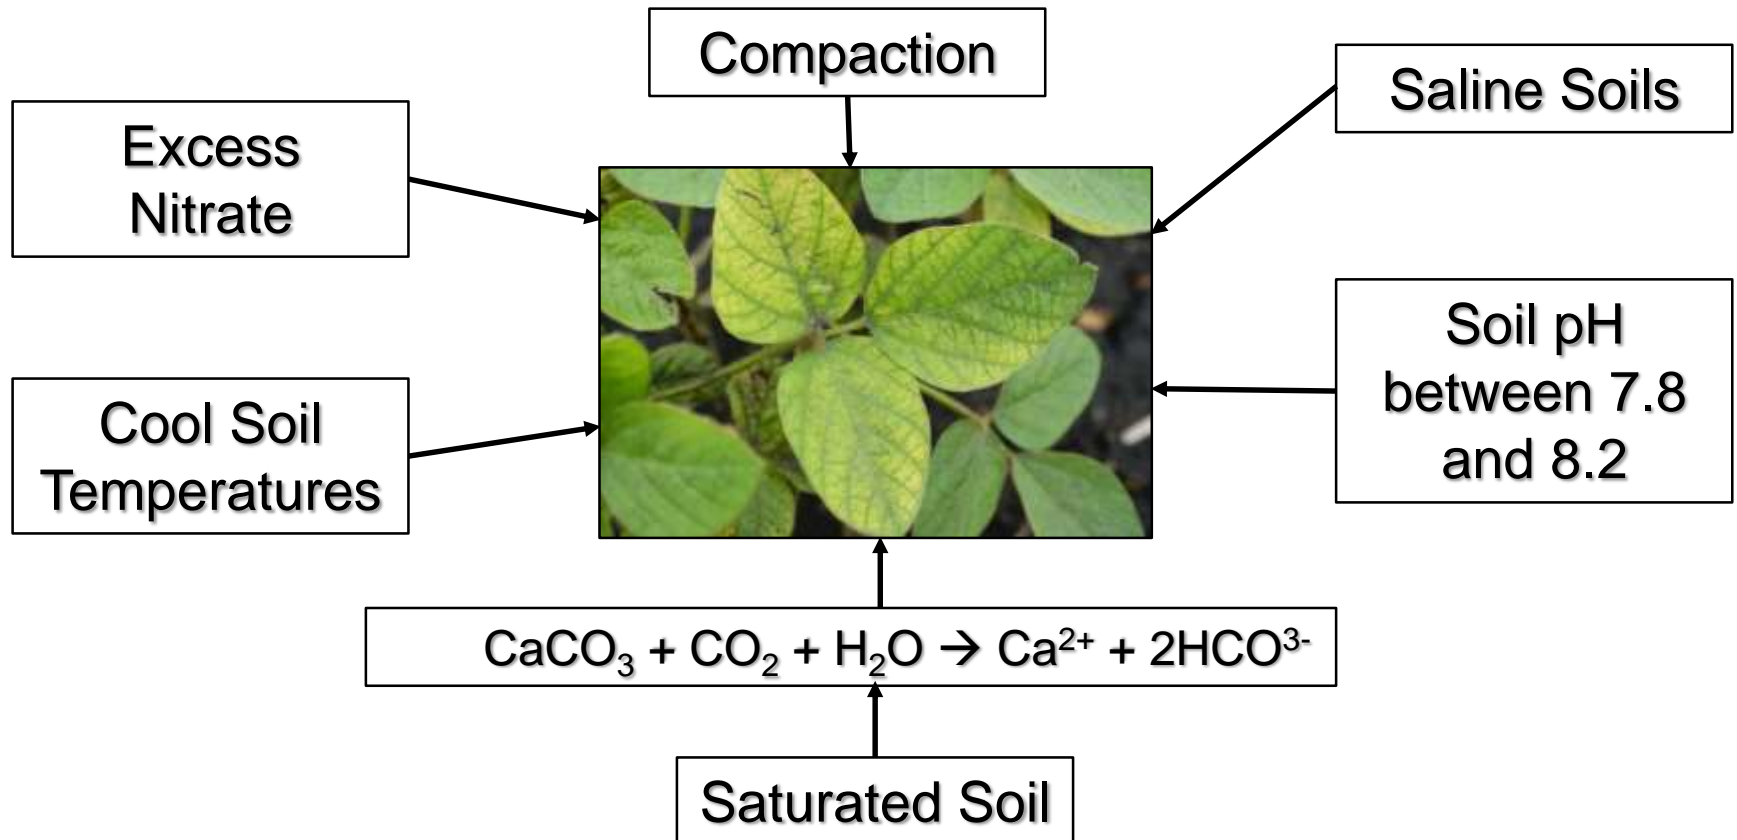 Compaction
Saline Soils
Excess
Nitrate
Soil pH
between 7.8
and 8.2
Cool Soil
Temperatures
CaCO₃ + CO₂ + H₂O → Ca²⁺ + 2HCO³⁻
Saturated Soil